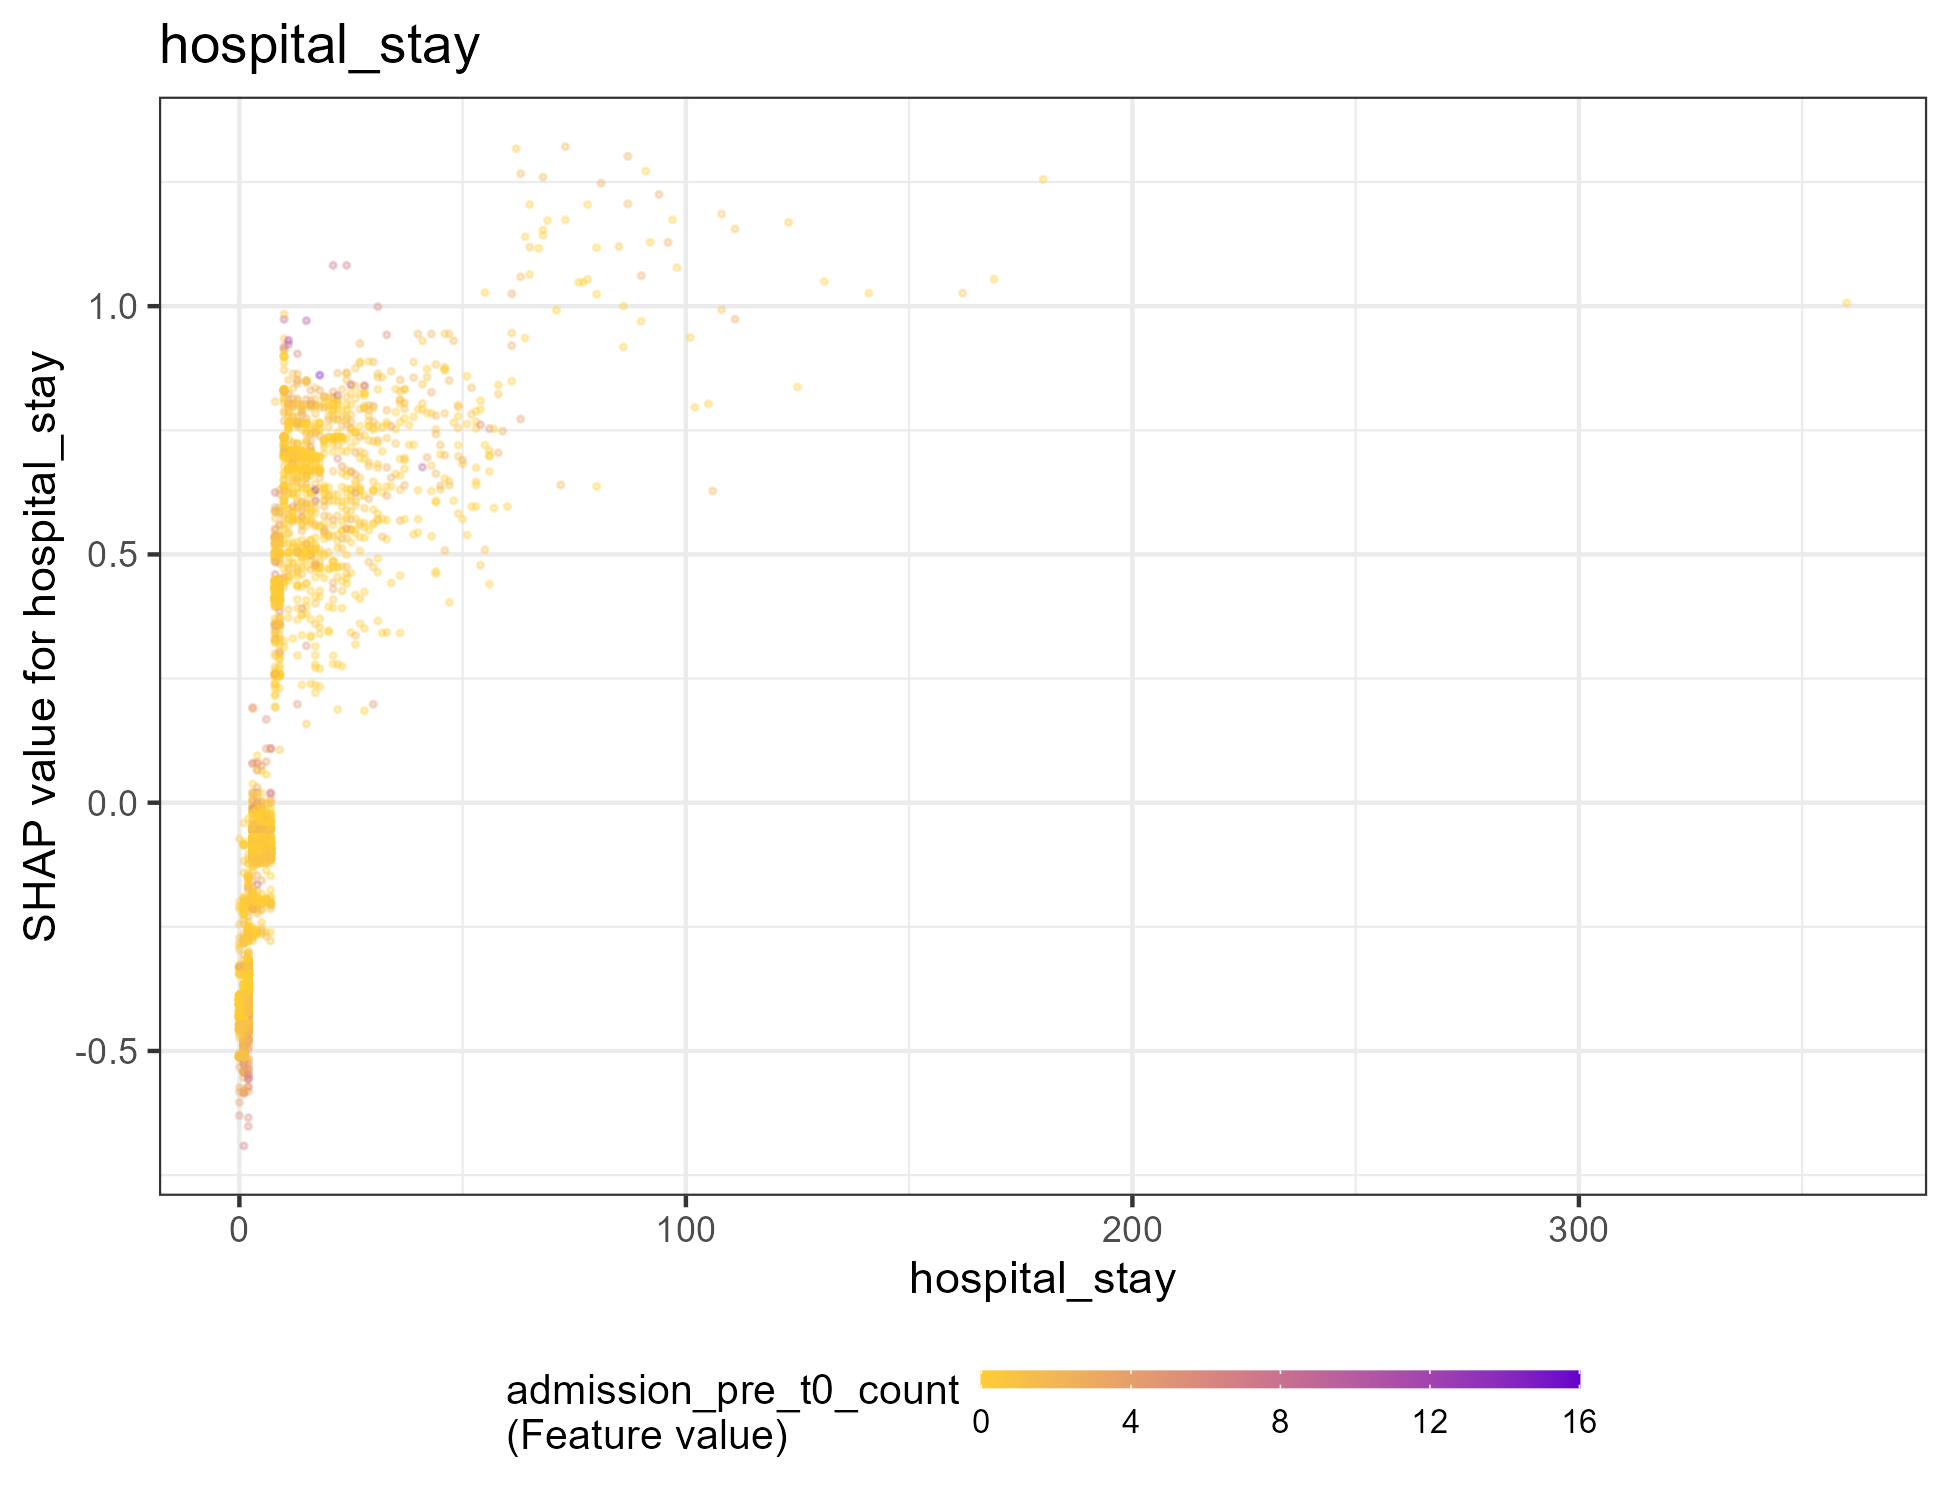 hospital_stay
SHAP value for hospital_stay
1.0
0.5
0.0
-0.5
0 100 200 300
hospital_stay
admission_pre_t0_count
(Feature value)
0 4 8 12 16